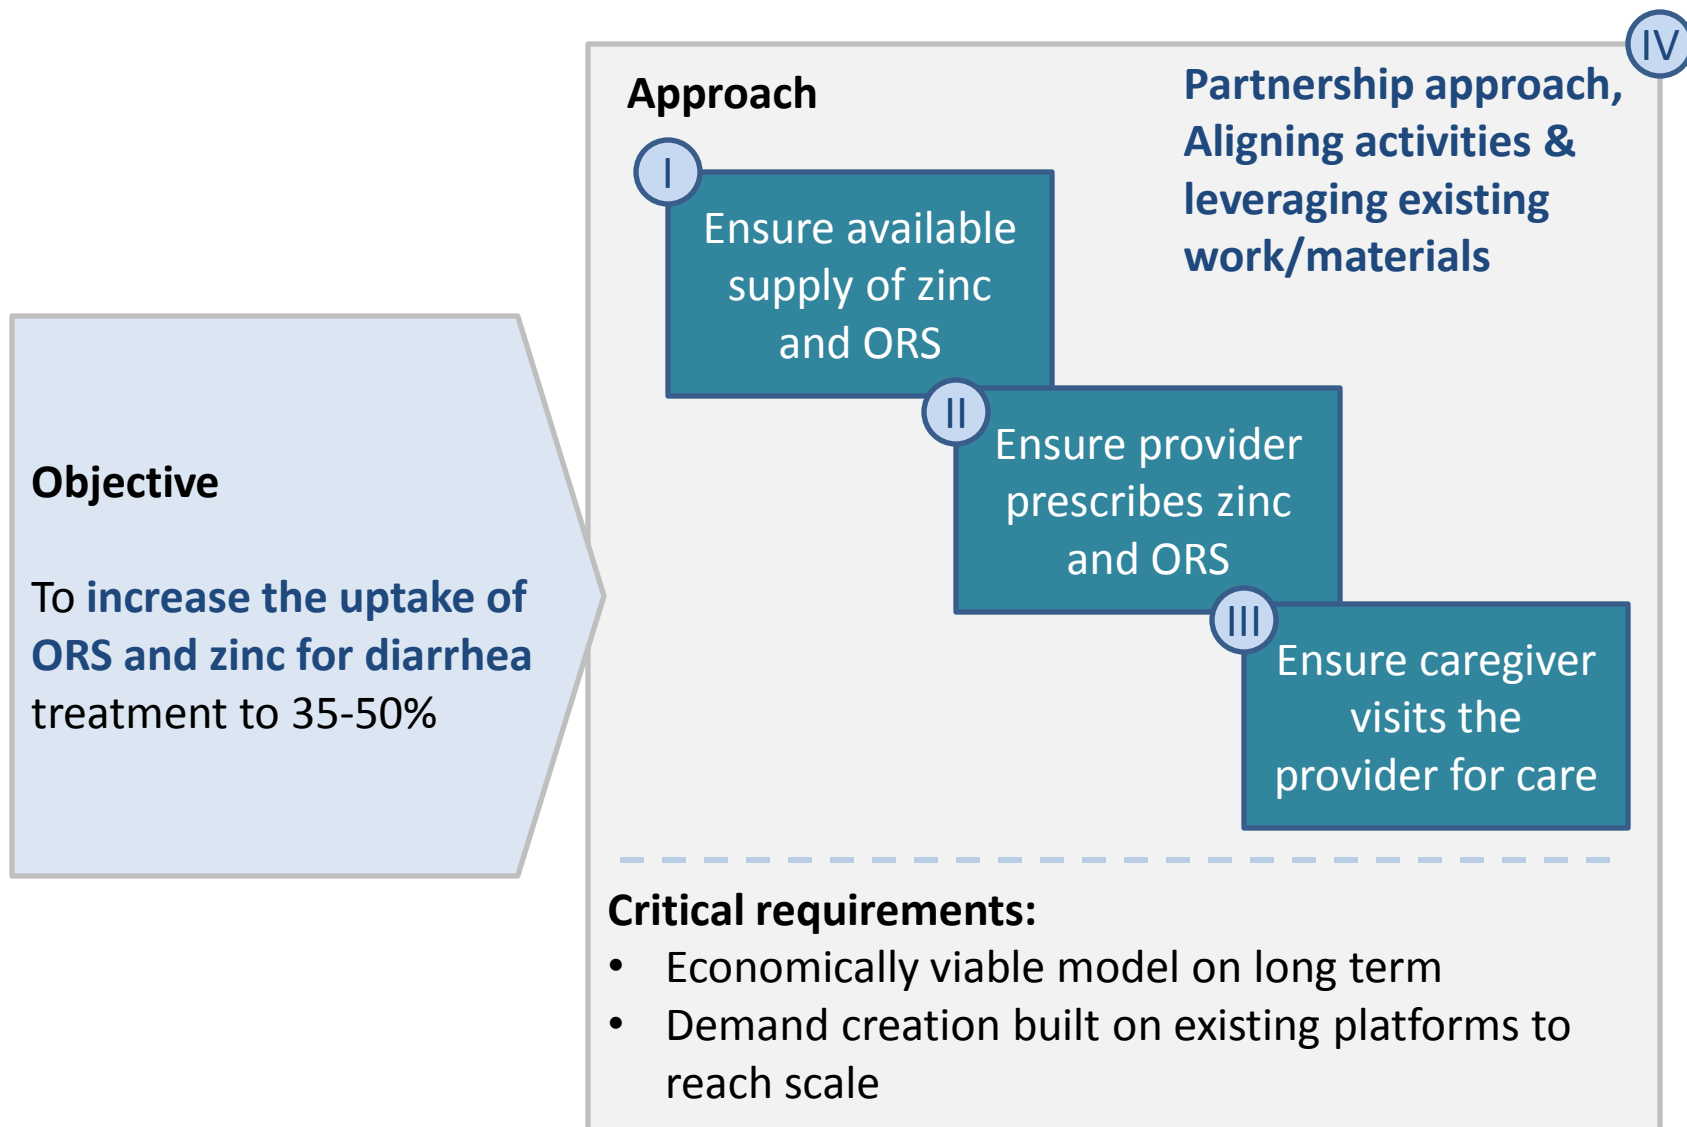 Objective
To increase the uptake of
ORS and zinc for diarrhea
treatment to 35-50%
Approach
I
Ensure available
supply of zinc
and ORS
II
Ensure provider
prescribes zinc
and ORS
III
Ensure caregiver
visits the
provider for care
IV
Partnership approach,
Aligning activities &
leveraging existing
work/materials
Critical requirements:
• Economically viable model on long term
• Demand creation built on existing platforms to
reach scale